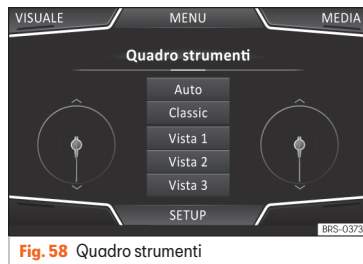 VISUALE MENU MEDIA
Quadro strumenti
Auto
Classic
Vista 1
Vista 2
Vista 3
SETUP
BRS-0373
Fig. 58 Quadro strumenti